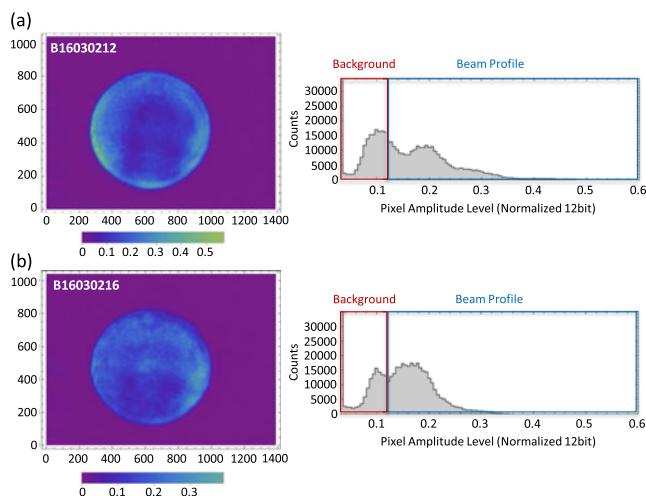 (a)
B16030212
1000
800
600
400
200
0
0 200 400 600 800 1000 1200 1400
0 0.1 0.2 0.3 0.4 0.5
Background Beam Profile
Counts
30000
25000
20000
15000
10000
5000
0
0.1 0.2 0.3 0.4 0.5 0.6
Pixel Amplitude Level (Normalized 12bit)
(b)
B16030216
1000
800
600
400
200
0
0 200 400 600 800 1000 1200 1400
0 0.1 0.2 0.3
Background Beam Profile
Counts
30000
25000
20000
15000
10000
5000
0
0.1 0.2 0.3 0.4 0.5 0.6
Pixel Amplitude Level (Normalized 12bit)